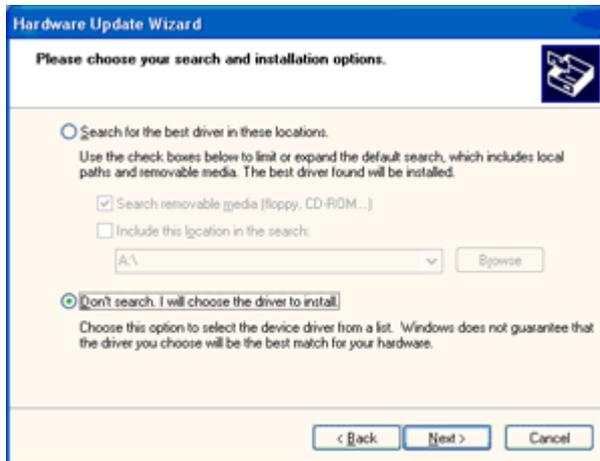 Hardware Update Wizard
Please choose your search and installation options.
Search for the best driver in these locations.
Use the check boxes below to limit or expand the default search, which includes local
paths and removable media. The best driver found will be installed.
Search removable media (floppy, CD-ROM...)
Include this location in the search:
A:\
Browse
Don't search. I will choose the driver to install.
Choose this option to select the device driver from a list. Windows does not guarantee that
the driver you choose will be the best match for your hardware.
< Back
Next >
Cancel